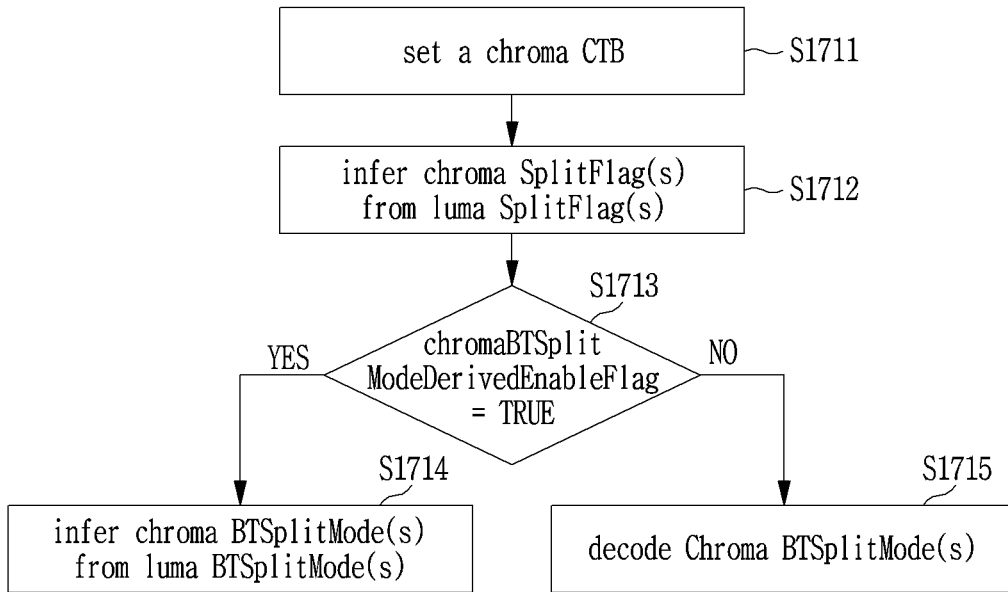 set a chroma CTB
S1711
infer chroma SplitFlag(s)
from luma SplitFlag(s)
S1712
S1713
chromaBTSplit
ModeDerivedEnableFlag
= TRUE
YES
NO
S1714
infer chroma BTSplitMode(s)
from luma BTSplitMode(s)
S1715
decode Chroma BTSplitMode(s)